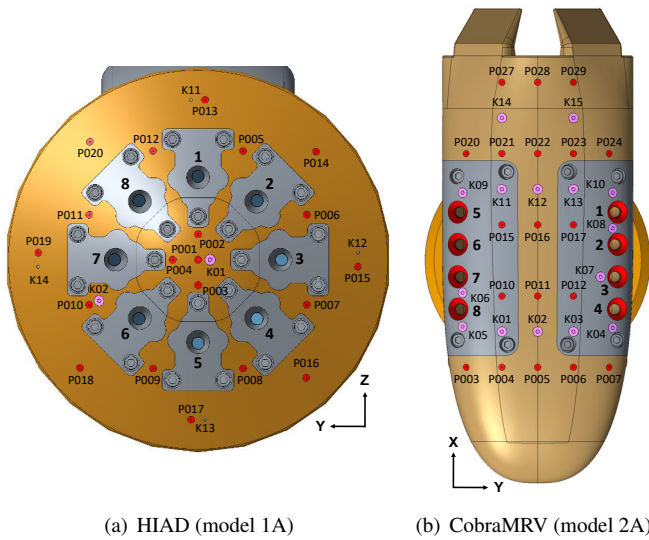 K11
P013
P012
P005
P020
P014
1
8
2
P011
P006
P019
P002
K12
7
P001
3
K14
P004
K01
P015
K02
P003
P010
P007
6
4
5
P018
P009
P008
P016
P017
K13
Z
Y
(a) HIAD (model 1A)
P027 P028 P029
K14 K15
P020 P021 P022 P023 P024
K09 K10
K11 K12 K13
5 1
K08
P015 P016 P017
6 2
K07
7 3
K06
P010 P011 P012
8 4
K05 K01 K02 K03 K04
P003 P004 P005 P006 P007
X
Y
(b) CobraMRV (model 2A)